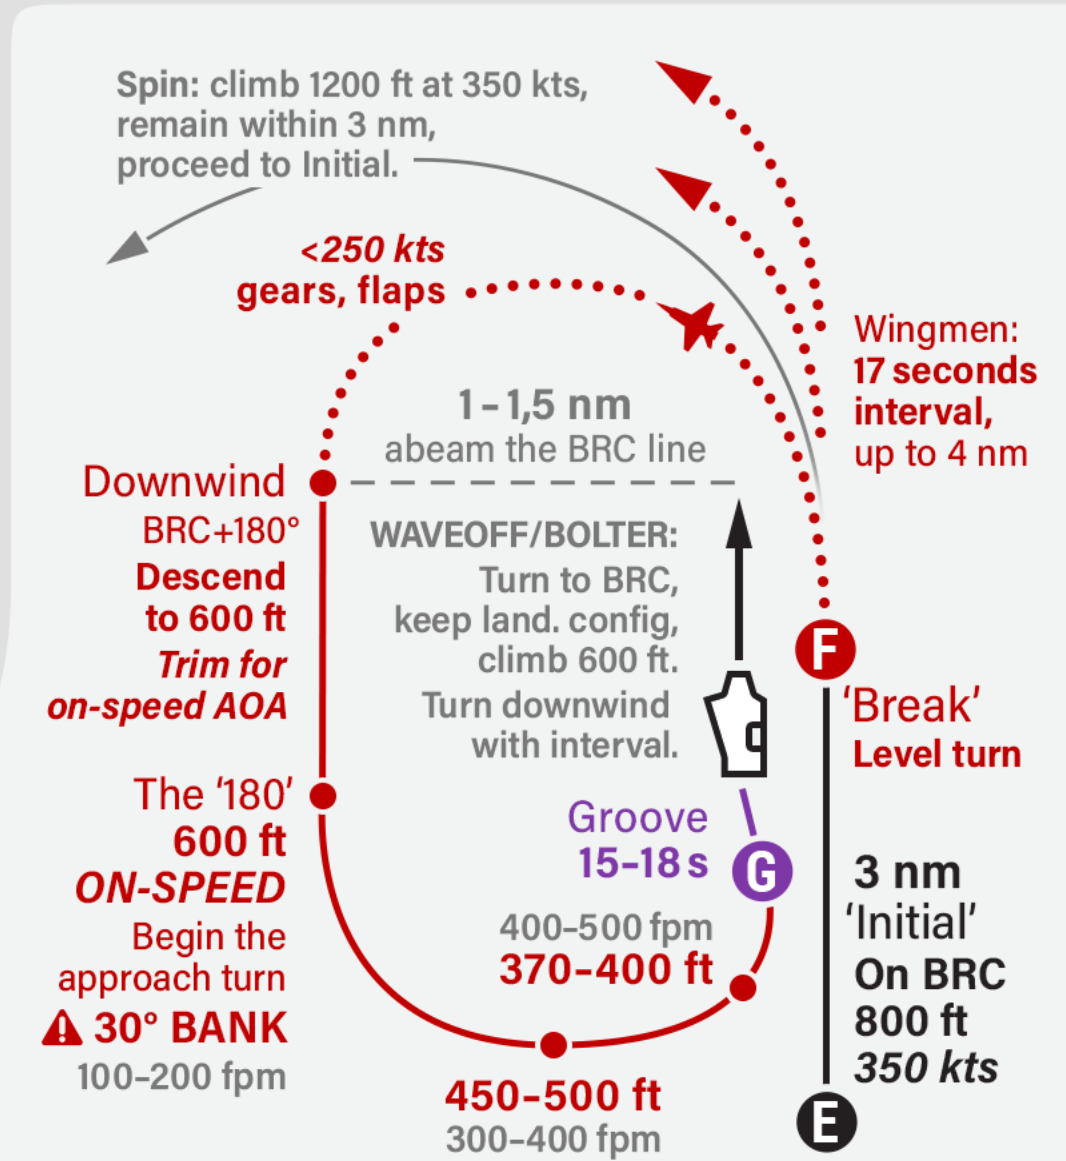 Spin: climb 1200 ft at 350 kts,
remain within 3 nm,
proceed to Initial.
<250 kts
gears, flaps
Wingmen:
17 seconds
interval,
up to 4 nm
1–1,5 nm
abeam the BRC line
Downwind
BRC+180°
Descend
to 600 ft
Trim for
on-speed AOA
WAVEOFF/BOLTER:
Turn to BRC,
keep land. config,
climb 600 ft.
Turn downwind
with interval.
F
'Break'
Level turn
The '180'
600 ft
ON-SPEED
Begin the
approach turn
30° BANK
100–200 fpm
Groove
15–18 s
G
400–500 fpm
370–400 ft
450–500 ft
300–400 fpm
3 nm
'Initial'
On BRC
800 ft
350 kts
E